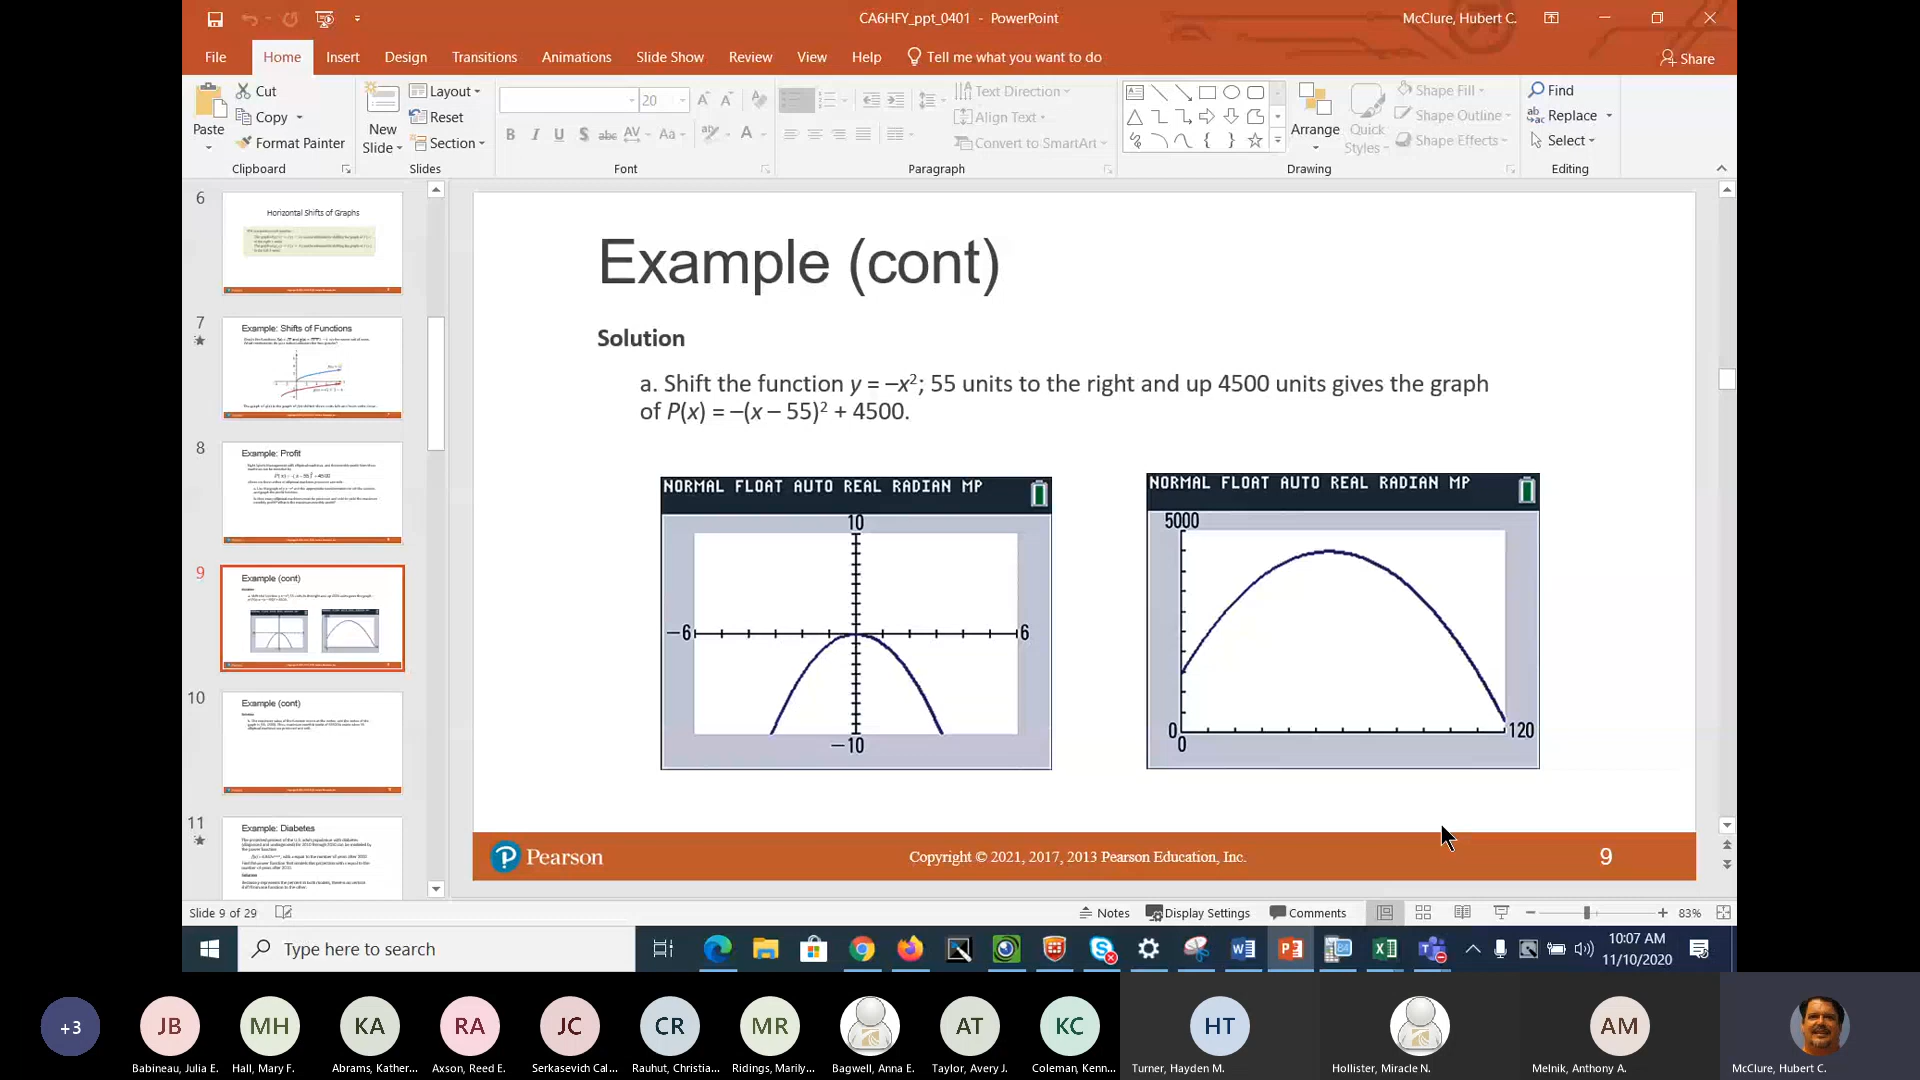 CA6HFY_ppt_0401 - PowerPoint
McClure, Hubert C.
File Home Insert Design Transitions Animations Slide Show Review View Help Tell me what you want to do
Share
Paste
Cut
Copy
Format Painter
Clipboard
New Slide
Layout
Reset
Section
Slides
20
Font
Text Direction
Align Text
Convert to SmartArt
Paragraph
Arrange
Quick Styles
Shape Fill
Shape Outline
Shape Effects
Drawing
Find
Replace
Select
Editing
6
Horizontal Shifts of Graphs
7
Example: Shifts of Functions
8
Example: Profit
9
Example (cont)
10
Example (cont)
11
Example: Diabetes
Example (cont)
Solution
a. Shift the function y = –x²; 55 units to the right and up 4500 units gives the graph
of P(x) = –(x – 55)² + 4500.
NORMAL FLOAT AUTO REAL RADIAN MP
10
−6
6
−10
NORMAL FLOAT AUTO REAL RADIAN MP
5000
0
0
120
Pearson
Copyright © 2021, 2017, 2013 Pearson Education, Inc.
9
Slide 9 of 29
Notes Display Settings Comments
83%
Type here to search
10:07 AM
11/10/2020
+3 JB MH KA RA JC CR MR AT KC HT AM
Babineau, Julia E. Hall, Mary F. Abrams, Kather... Axson, Reed E. Serkasevich Cal... Rauhut, Christia... Ridings, Marily... Bagwell, Anna E. Taylor, Avery J. Coleman, Kenn... Turner, Hayden M. Hollister, Miracle N. Melnik, Anthony A. McClure, Hubert C.